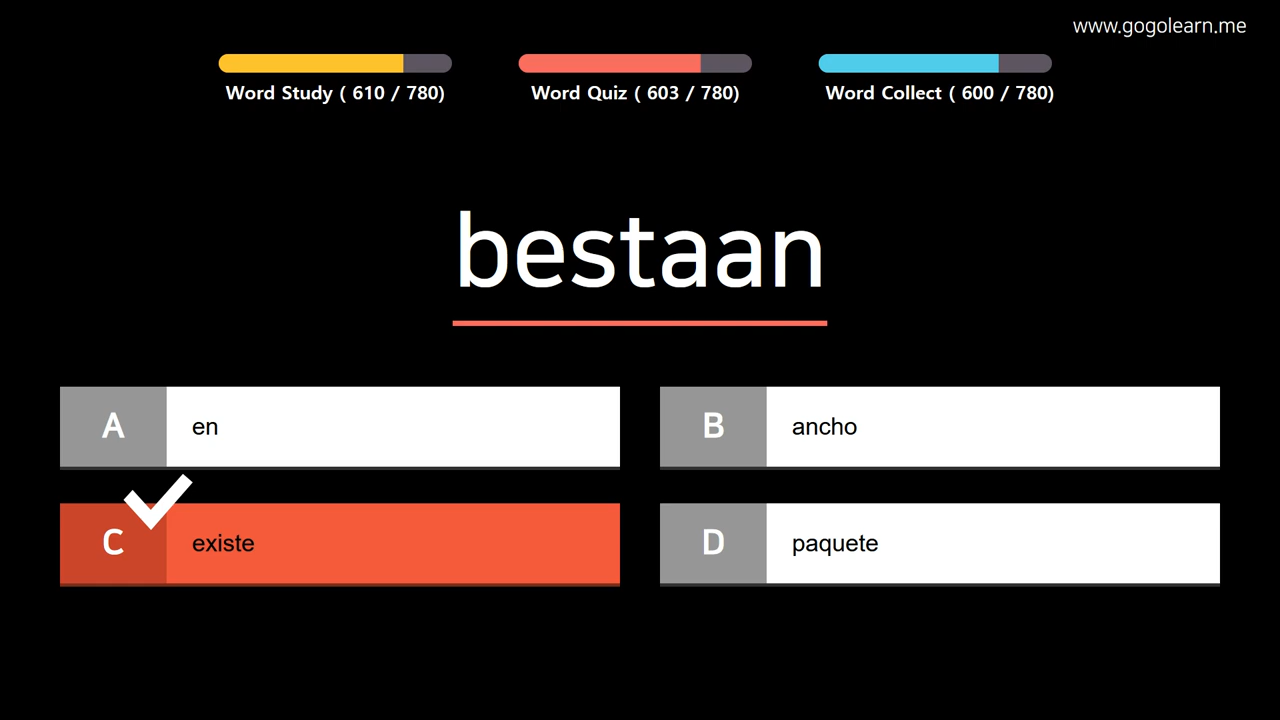 www.gogolearn.me
Word Study ( 610 / 780)
Word Quiz ( 603 / 780)
Word Collect ( 600 / 780)
bestaan
A en
B ancho
C existe
D paquete